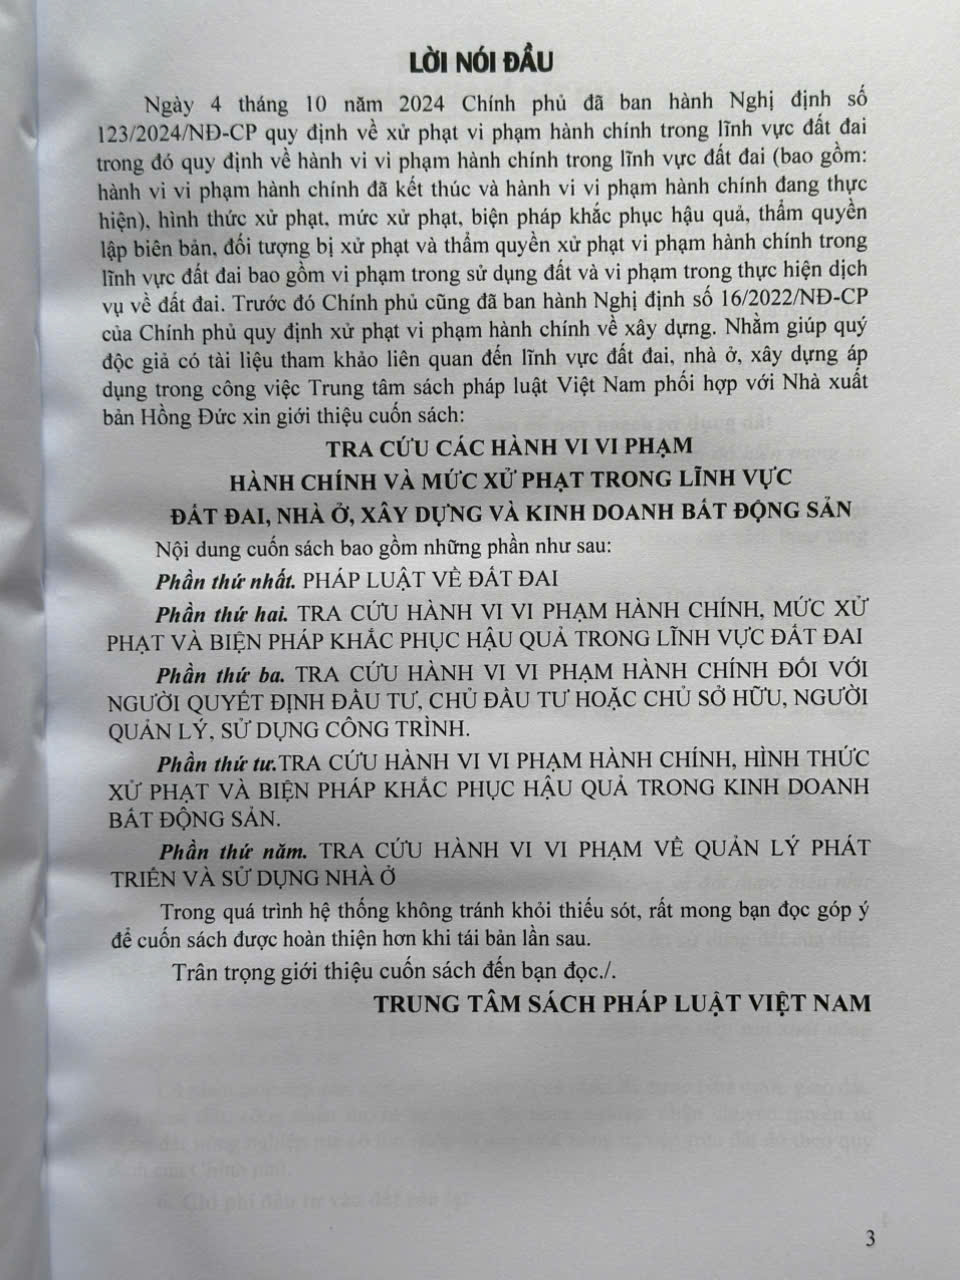 LỜI NÓI ĐẦU
Ngày 4 tháng 10 năm 2024 Chính phủ đã ban hành Nghị định số
123/2024/NĐ-CP quy định về xử phạt vi phạm hành chính trong lĩnh vực đất đai
trong đó quy định về hành vi vi phạm hành chính trong lĩnh vực đất đai (bao gồm:
hành vi vi phạm hành chính đã kết thúc và hành vi vi phạm hành chính đang thực
hiện), hình thức xử phạt, mức xử phạt, biện pháp khắc phục hậu quả, thẩm quyền
lập biên bản, đối tượng bị xử phạt và thẩm quyền xử phạt vi phạm hành chính trong
lĩnh vực đất đai bao gồm vi phạm trong sử dụng đất và vi phạm trong thực hiện dịch
vụ về đất đai. Trước đó Chính phủ cũng đã ban hành Nghị định số 16/2022/NĐ-CP
của Chính phủ quy định xử phạt vi phạm hành chính về xây dựng. Nhằm giúp quý
độc giả có tài liệu tham khảo liên quan đến lĩnh vực đất đai, nhà ở, xây dựng áp
dụng trong công việc Trung tâm sách pháp luật Việt Nam phối hợp với Nhà xuất
bản Hồng Đức xin giới thiệu cuốn sách:
TRA CỨU CÁC HÀNH VI VI PHẠM
HÀNH CHÍNH VÀ MỨC XỬ PHẠT TRONG LĨNH VỰC
ĐẤT ĐAI, NHÀ Ở, XÂY DỰNG VÀ KINH DOANH BẤT ĐỘNG SẢN
Nội dung cuốn sách bao gồm những phần như sau:
Phần thứ nhất. PHÁP LUẬT VỀ ĐẤT ĐAI
Phần thứ hai. TRA CỨU HÀNH VI VI PHẠM HÀNH CHÍNH, MỨC XỬ
PHẠT VÀ BIỆN PHÁP KHẮC PHỤC HẬU QUẢ TRONG LĨNH VỰC ĐẤT ĐAI
Phần thứ ba. TRA CỨU HÀNH VI VI PHẠM HÀNH CHÍNH ĐỐI VỚI
NGƯỜI QUYẾT ĐỊNH ĐẦU TƯ, CHỦ ĐẦU TƯ HOẶC CHỦ SỞ HỮU, NGƯỜI
QUẢN LÝ, SỬ DỤNG CÔNG TRÌNH.
Phần thứ tư.TRA CỨU HÀNH VI VI PHẠM HÀNH CHÍNH, HÌNH THỨC
XỬ PHẠT VÀ BIỆN PHÁP KHẮC PHỤC HẬU QUẢ TRONG KINH DOANH
BẤT ĐỘNG SẢN.
Phần thứ năm. TRA CỨU HÀNH VI VI PHẠM VỀ QUẢN LÝ PHÁT
TRIỂN VÀ SỬ DỤNG NHÀ Ở
Trong quá trình hệ thống không tránh khỏi thiếu sót, rất mong bạn đọc góp ý
để cuốn sách được hoàn thiện hơn khi tái bản lần sau.
Trân trọng giới thiệu cuốn sách đến bạn đọc./.
TRUNG TÂM SÁCH PHÁP LUẬT VIỆT NAM
3